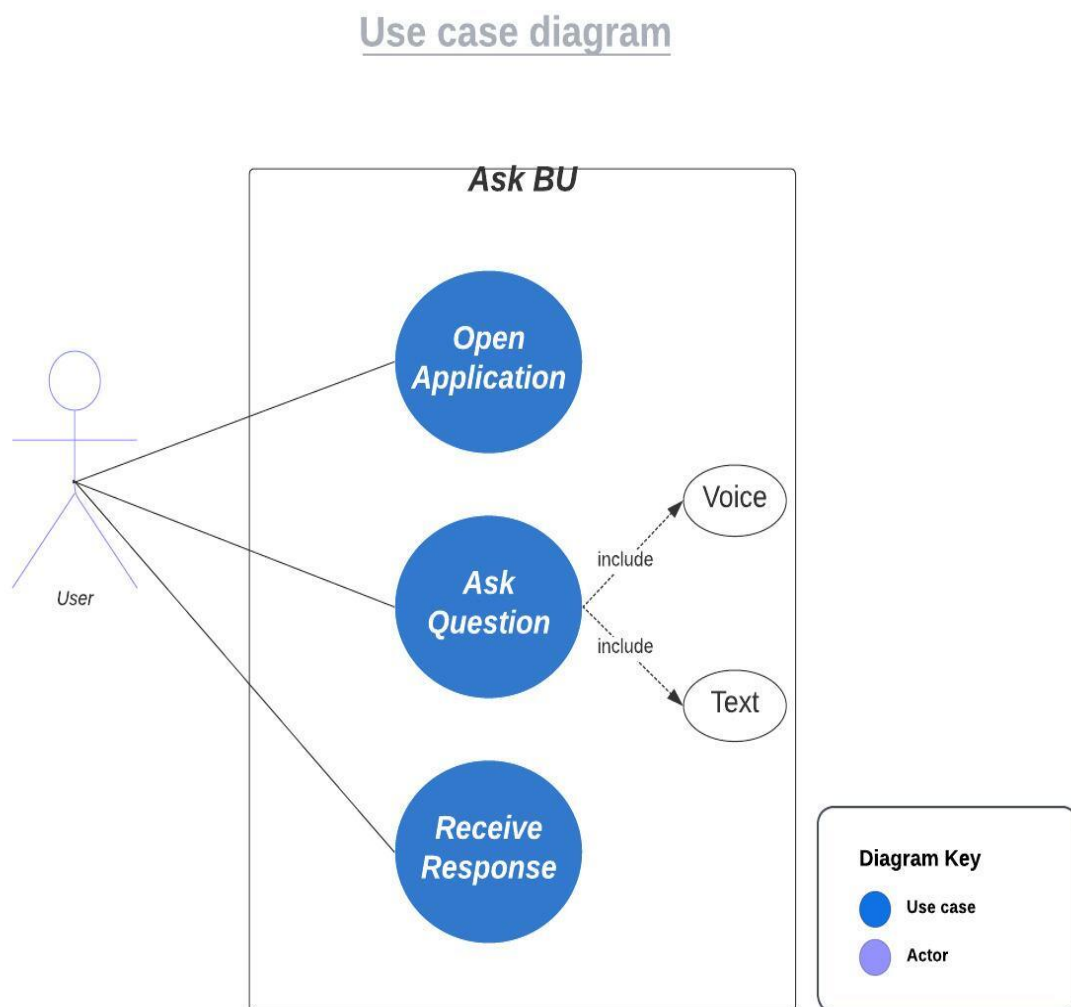 Use case diagram
Ask BU
Open
Application
Voice
include
Ask
Question
User
include
Text
Receive
Response
Diagram Key
Use case
Actor